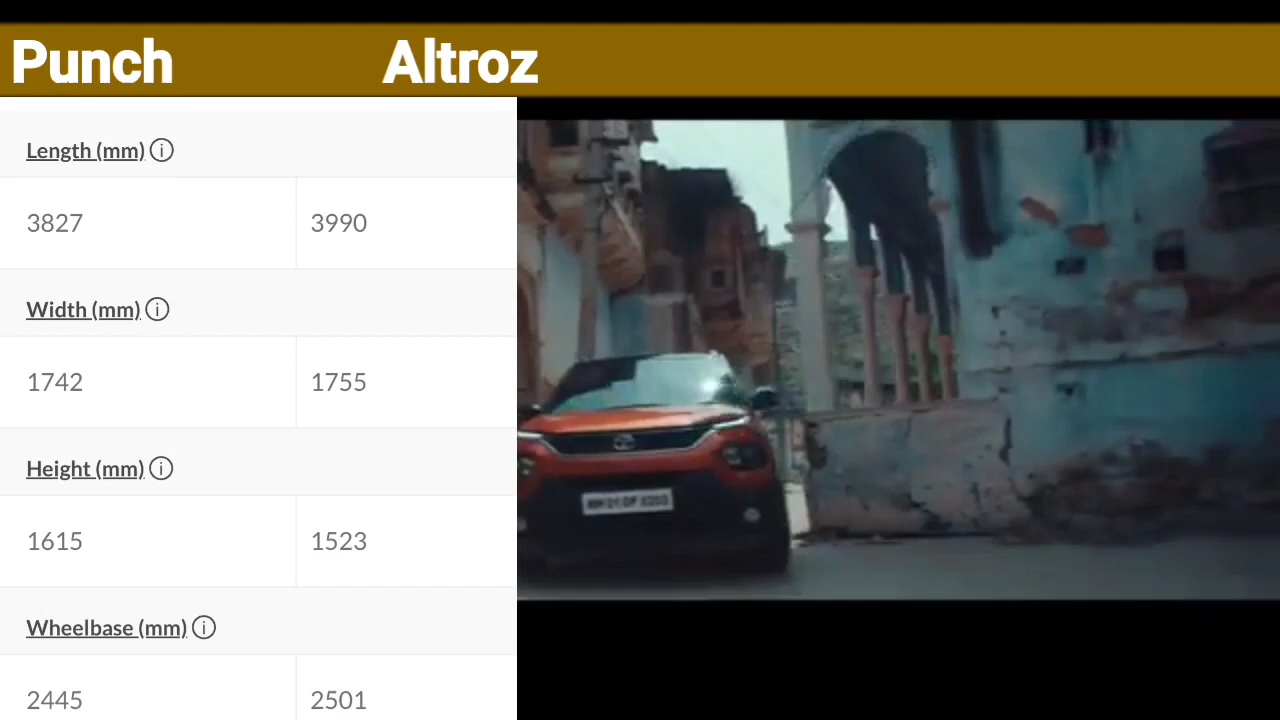 Punch Altroz
Length (mm)
3827 3990
Width (mm)
1742 1755
Height (mm)
1615 1523
Wheelbase (mm)
2445 2501